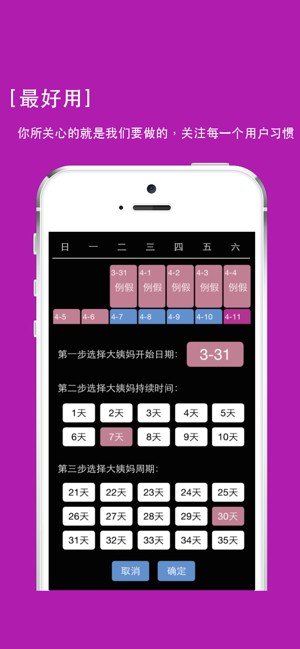 [最好用]
你所关心的就是我们要做的，关注每一个用户习惯
日 一 二 三 四 五 六
3-31 4-1 4-2 4-3 4-4
例假 例假 例假 例假 例假
4-5 4-6 4-7 4-8 4-9 4-10 4-11
第一步选择大姨妈开始日期： 3-31
第二步选择大姨妈持续时间：
1天 2天 3天 4天 5天
6天 7天 8天 9天 10天
第三步选择大姨妈周期：
21天 22天 23天 24天 25天
26天 27天 28天 29天 30天
31天 32天 33天 34天 35天
取消 确定